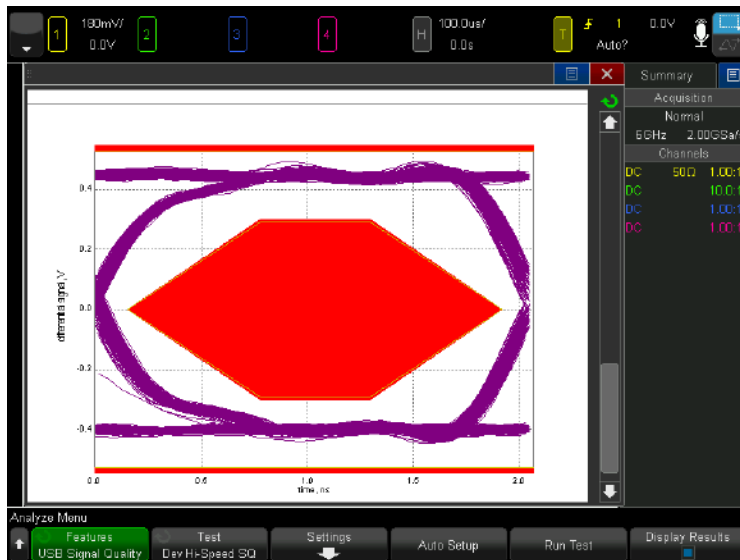 1 180mV/ 2 3 4 H 100.0us/ T 1 0.0V
0.0V 0.0s Auto?
Summary
Acquisition
Normal
6GHz 2.00GSa/
Channels
DC 50Ω 1.00:1
DC 10.0:1
DC 1.00:1
DC 1.00:1
0.4
0.2
0.0
-0.2
-0.4
differential signal, V
0.0 0.5 1.0 1.5 2.0
time, ns
Analyze Menu
Features Test Settings Auto Setup Run Test Display Results
USB Signal Quality Dev Hi-Speed SQ